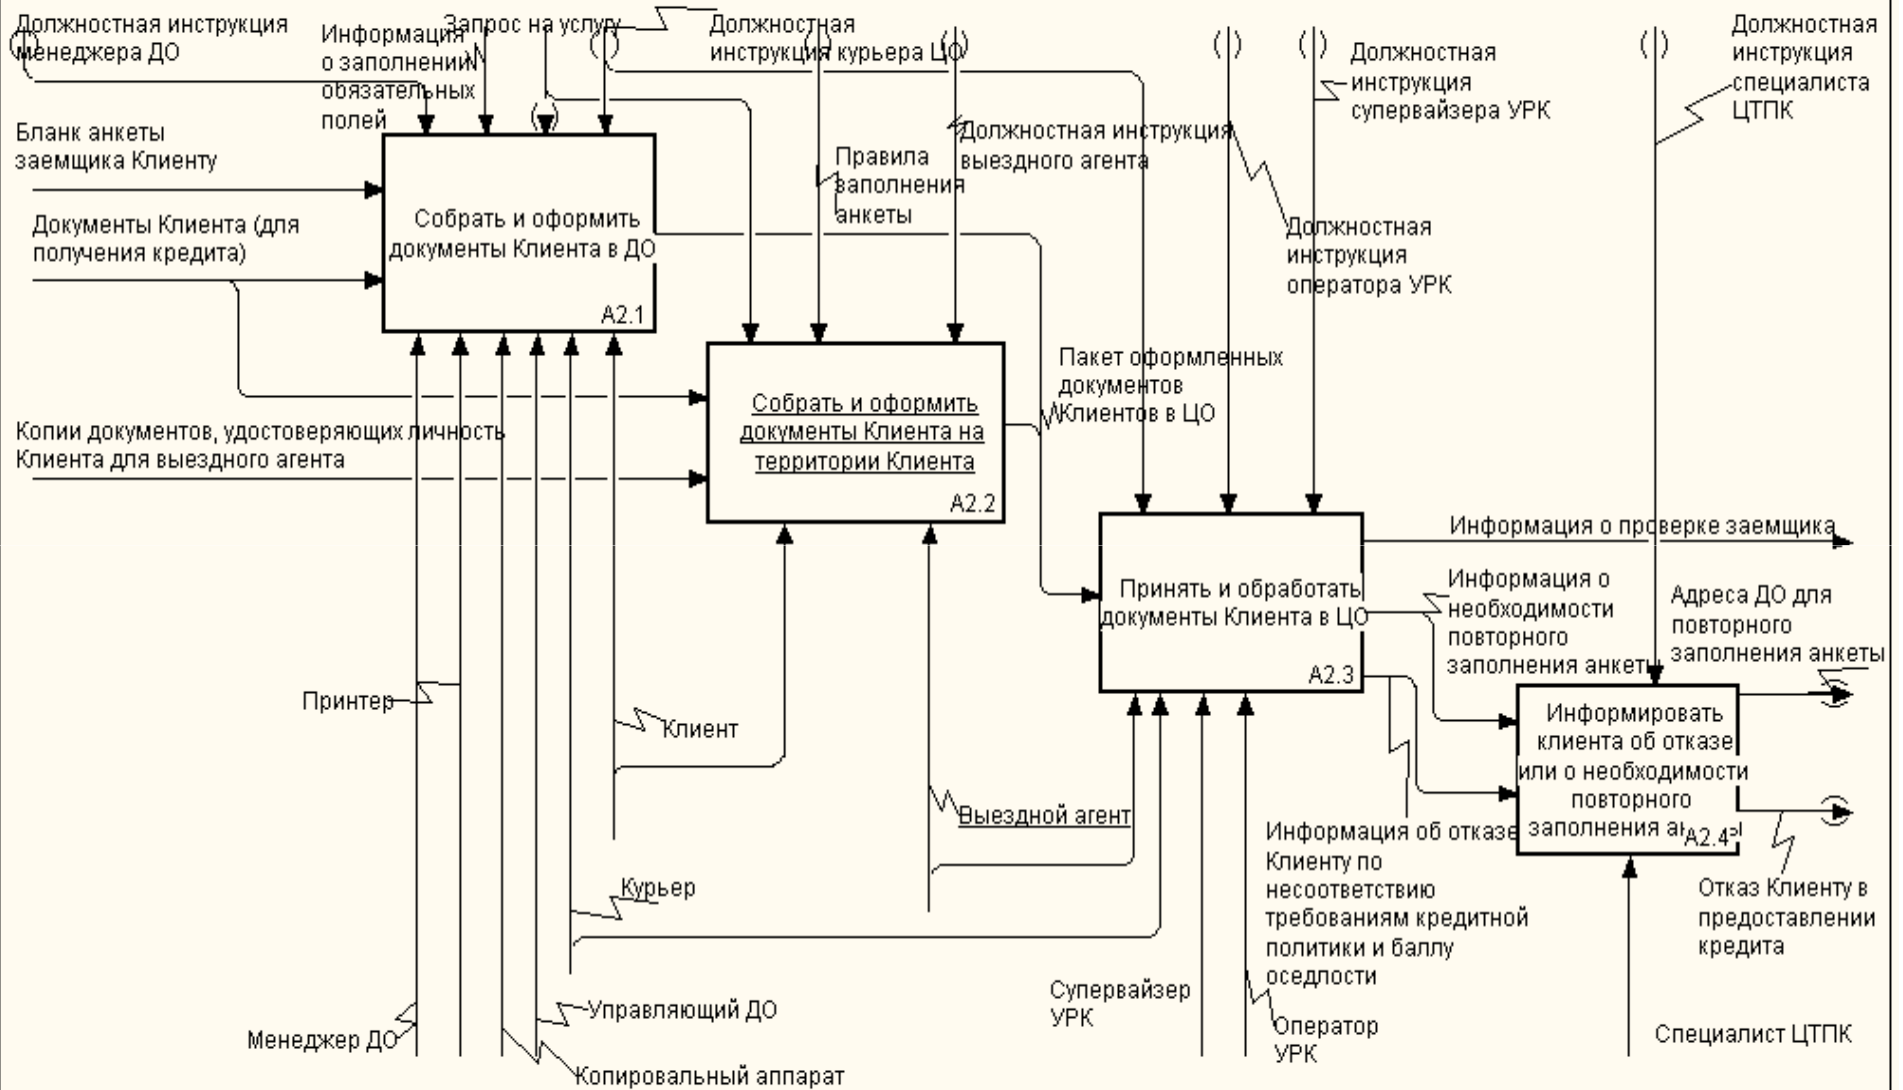 Должностная инструкция
менеджера ДО
Информация
о заполнении
обязательных
полей
Запрос на услугу
Должностная
инструкция курьера ЦО
Должностная
инструкция
супервайзера УРК
Должностная
инструкция
специалиста
ЦТПК
Бланк анкеты
заемщика Клиенту
Документы Клиента (для
получения кредита)
Собрать и оформить
документы Клиента в ДО
A2.1
Правила
заполнения
анкеты
Должностная инструкция
выездного агента
Должностная
инструкция
оператора УРК
Копии документов, удостоверяющих личность
Клиента для выездного агента
Собрать и оформить
документы Клиента на
территории Клиента
A2.2
Пакет оформленных
документов
Клиентов в ЦО
Принять и обработать
документы Клиента в ЦО
A2.3
Информация о проверке заемщика
Информация о
необходимости
повторного
заполнения анкеты
Адреса ДО для
повторного
заполнения анкеты
Информировать
клиента об отказе
или о необходимости
повторного
заполнения
A2.4
Принтер
Клиент
Выездной агент
Информация об отказе
Клиенту по
несоответствию
требованиям кредитной
политики и баллу
оседлости
Отказ Клиенту в
предоставлении
кредита
Курьер
Менеджер ДО
Управляющий ДО
Копировальный аппарат
Супервайзер
УРК
Оператор
УРК
Специалист ЦТПК